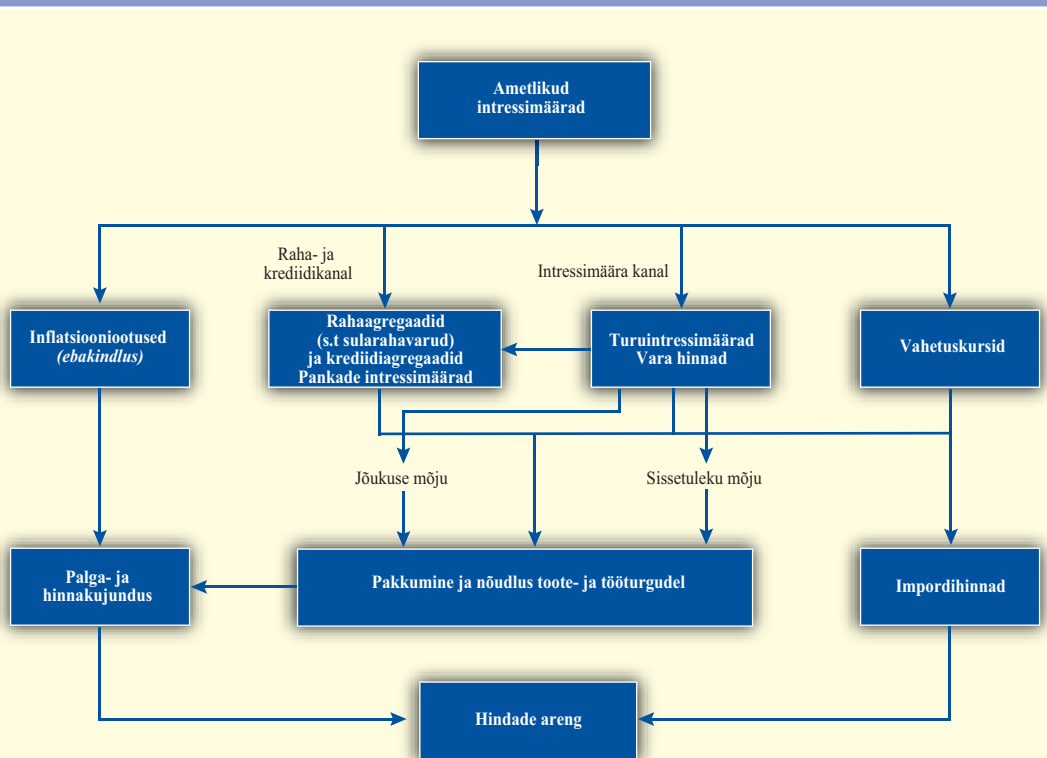 Ametlikud
intressimäärad
Raha- ja
krediidikanal
Intressimäära kanal
Inflatsiooniootused
(ebakindlus)
Rahaagregaadid
(s.t sularahavarud)
ja krediidiagregaadid
Pankade intressimäärad
Turuintressimäärad
Vara hinnad
Vahetuskursid
Jõukuse mõju
Sissetuleku mõju
Palga- ja
hinnakujundus
Pakkumine ja nõudlus toote- ja tööturgudel
Impordihinnad
Hindade areng